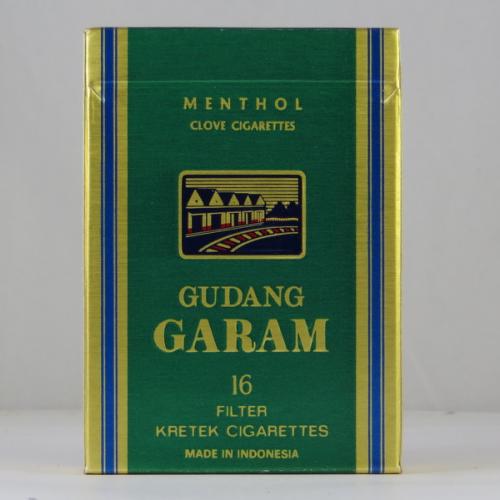 MENTHOL
CLOVE CIGARETTES
GUDANG
GARAM
16
FILTER
KRETEK CIGARETTES
MADE IN INDONESIA